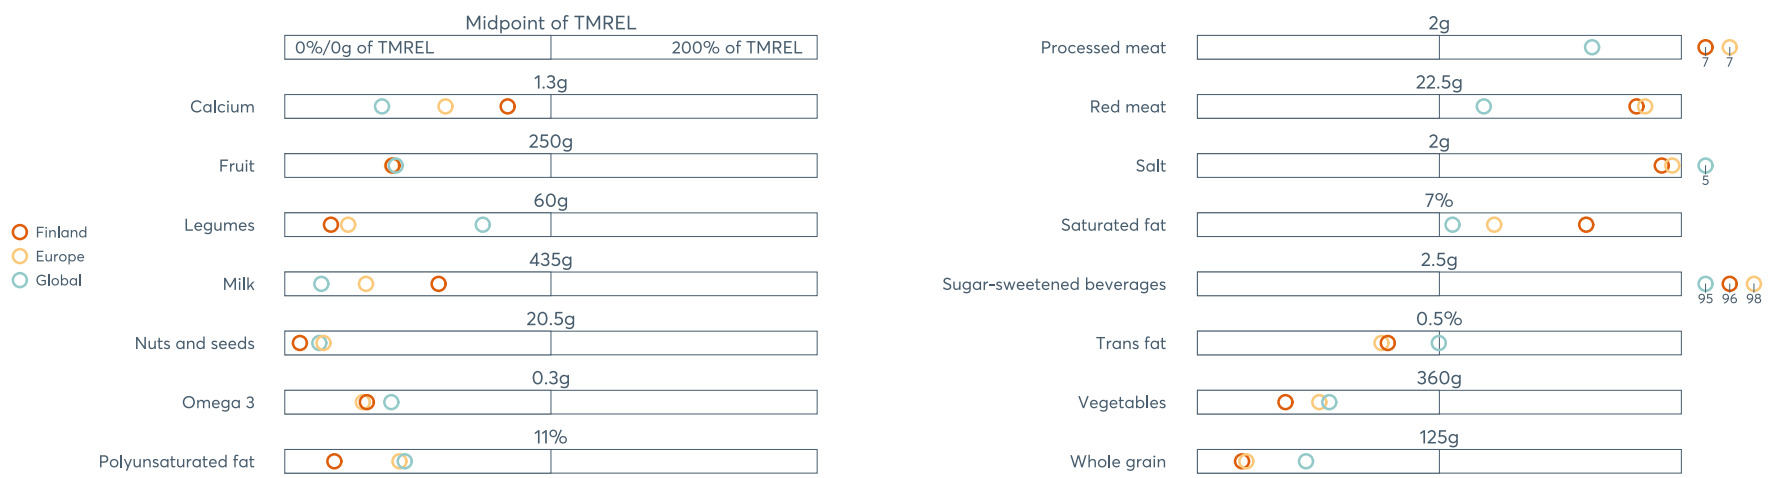 Midpoint of TMREL
0%/0g of TMREL 200% of TMREL
1.3g
Calcium
250g
Fruit
60g
Legumes
435g
Milk
20.5g
Nuts and seeds
0.3g
Omega 3
11%
Polyunsaturated fat
Finland
Europe
Global
2g
Processed meat
7 7
22.5g
Red meat
2g
Salt
5
7%
Saturated fat
2.5g
Sugar-sweetened beverages
95 96 98
0.5%
Trans fat
360g
Vegetables
125g
Whole grain